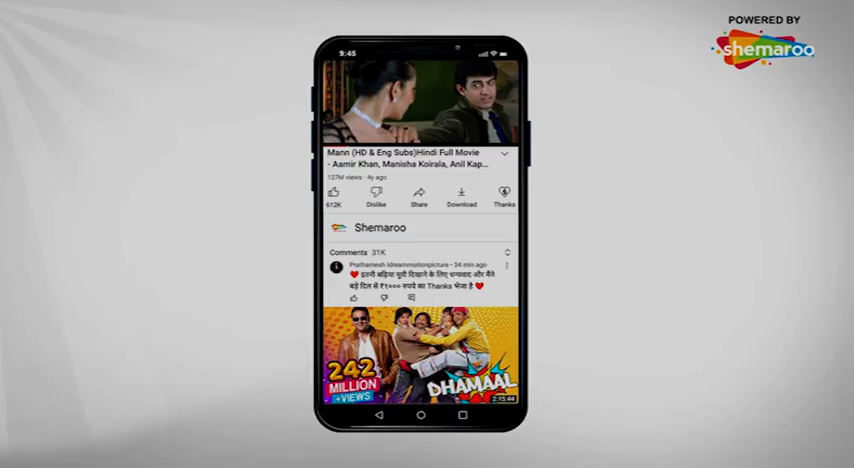 POWERED BY
shemaroo
9:45
Mann (HD & Eng Subs)Hindi Full Movie
- Aamir Khan, Manisha Koirala, Anil Kap...
127M views · 4y ago
612K
Dislike
Share
Download
Thanks
Shemaroo
Comments 31K
Prathamesh Idreammotionpicture • 34 min ago
❤ इतनी बढ़िया मूवी दिखाने के लिए धन्यवाद और मैंने
बड़े दिल से ₹१००० रुपये का Thanks भेजा है ❤
242
MILLION
+VIEWS
DHAMAAL
2:15:44